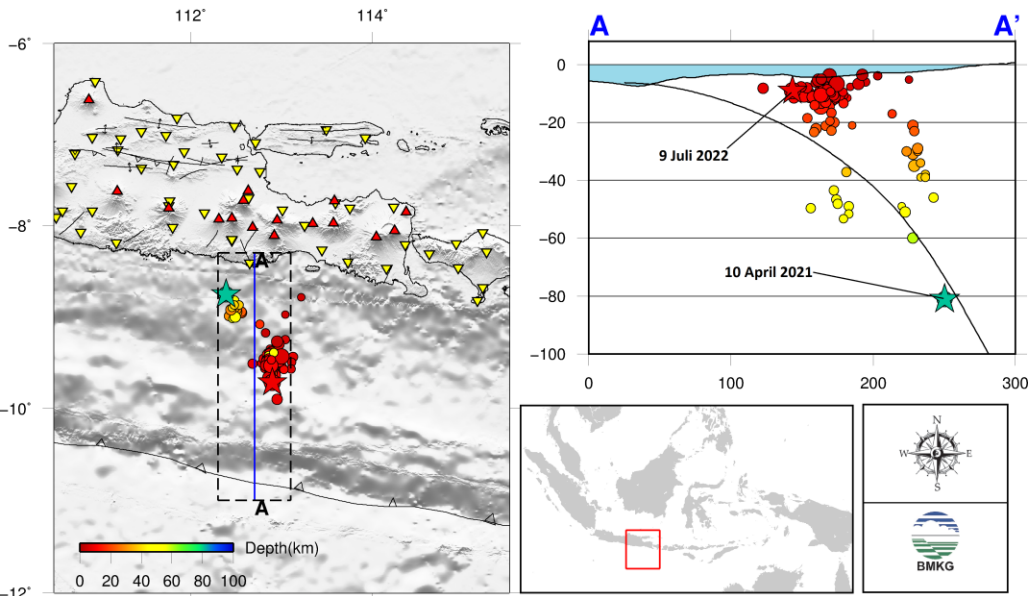 112° 114°
−6°
−8°
−10°
−12°
A
A
Depth(km)
0 20 40 60 80 100
A A’
0
−20
−40
−60
−80
−100
9 Juli 2022
10 April 2021
0 100 200 300
N
W E
S
BMKG